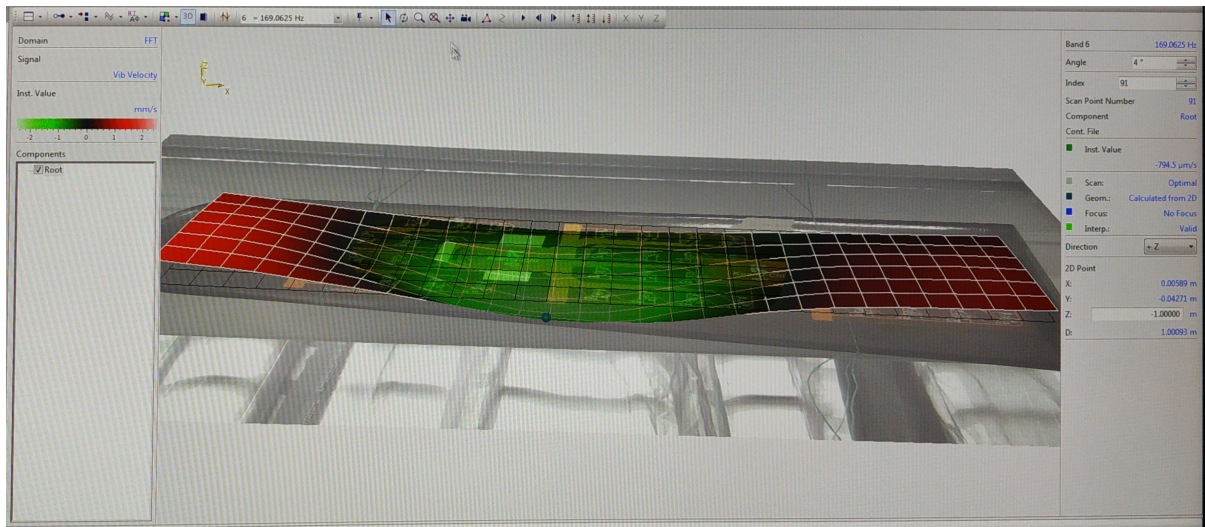 3D
6 = 169.0625 Hz
X Y Z
Domain FFT
Signal
Vib Velocity
Inst. Value
mm/s
-2 -1 0 1 2
Components
Root
Z
Y
X
Band 6 169.0625 Hz
Angle 4 °
Index 91
Scan Point Number 91
Component Root
Cont. File
Inst. Value
-794.5 µm/s
Scan: Optimal
Geom.: Calculated from 2D
Focus: No Focus
Interp.: Valid
Direction + Z
2D Point
X: 0.00589 m
Y: -0.04271 m
Z: -1.00000 m
D: 1.00093 m